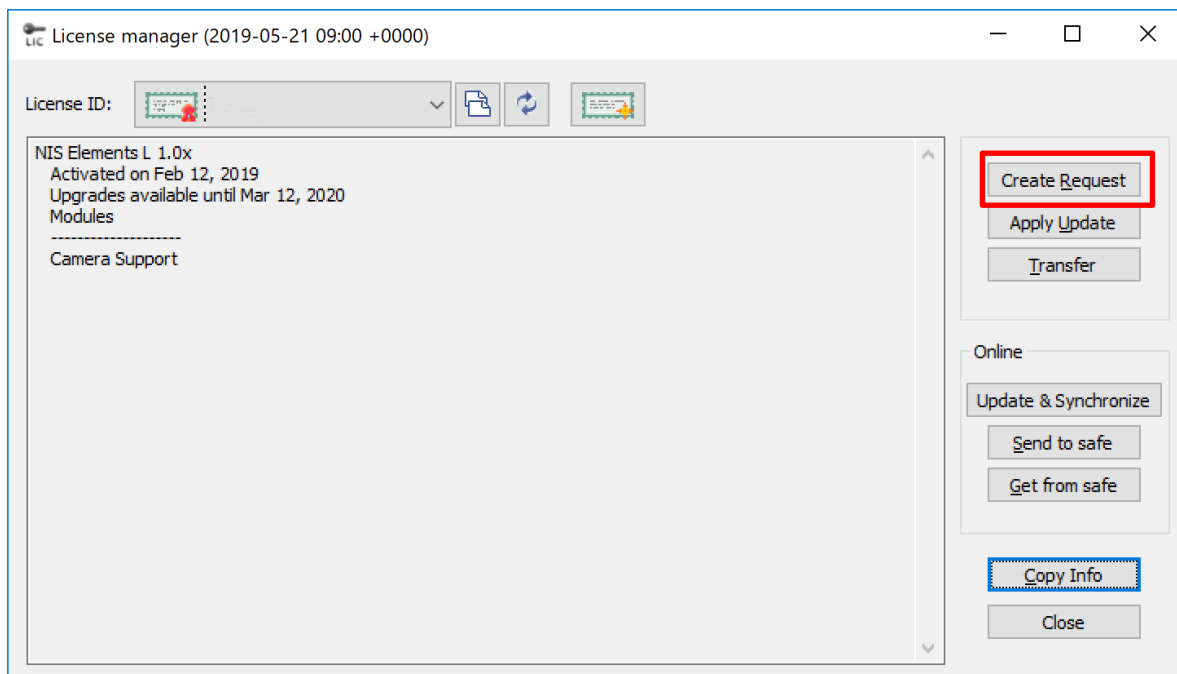 LIC License manager (2019-05-21 09:00 +0000)
License ID:
NIS Elements L 1.0x
Activated on Feb 12, 2019
Upgrades available until Mar 12, 2020
Modules
--------------------
Camera Support
Create Request
Apply Update
Transfer
Online
Update & Synchronize
Send to safe
Get from safe
Copy Info
Close